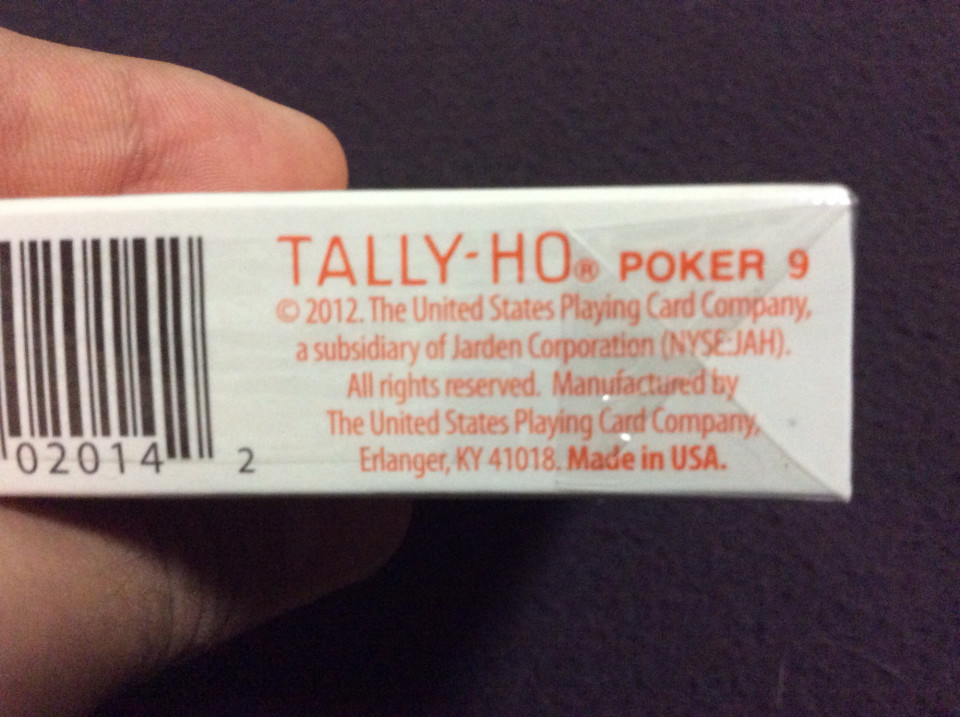 TALLY-HO® POKER 9
© 2012. The United States Playing Card Company,
a subsidiary of Jarden Corporation (NYSE:JAH).
All rights reserved. Manufactured by
The United States Playing Card Company,
Erlanger, KY 41018. Made in USA.
02014 2